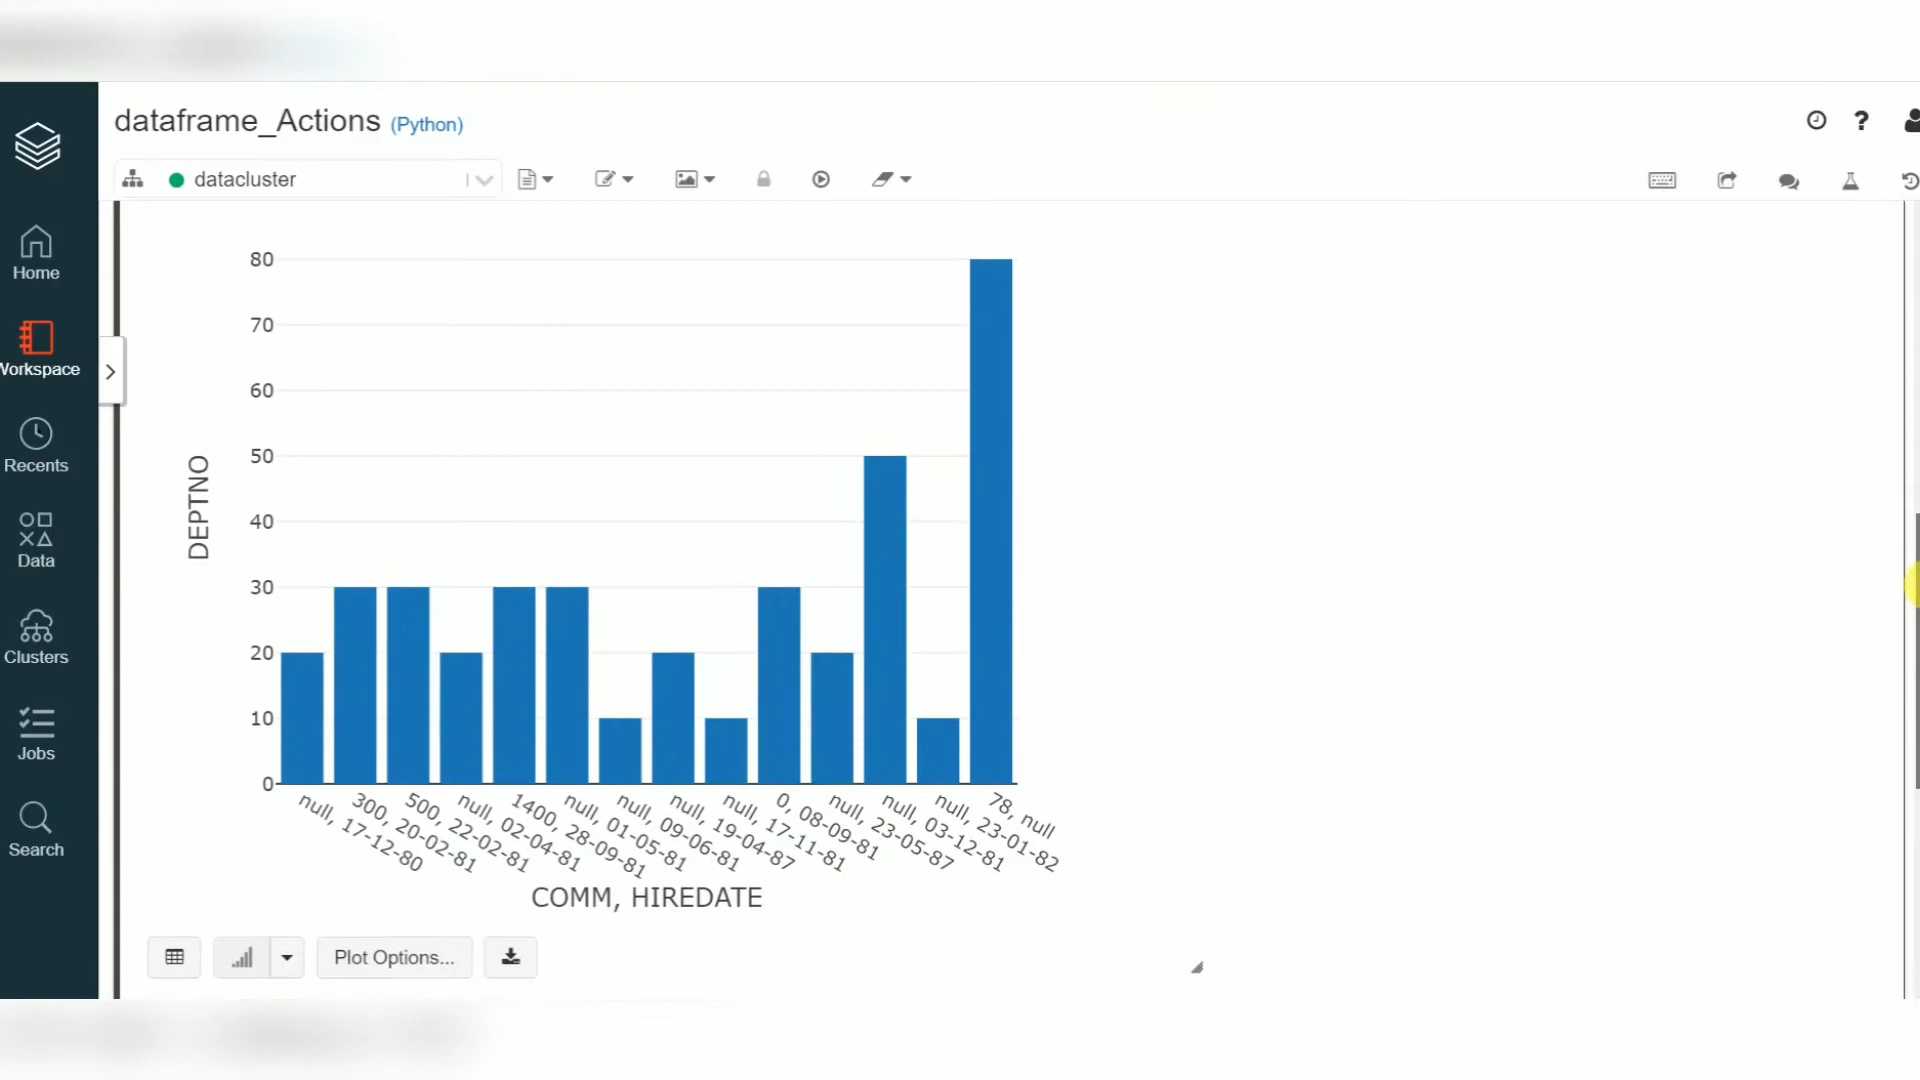 dataframe_Actions (Python)
datacluster
Home
Workspace
Recents
Data
Clusters
Jobs
Search
80
70
60
50
40
30
20
10
0
DEPTNO
null, 17-12-80
300, 20-02-81
500, 22-02-81
null, 02-04-81
1400, 28-09-81
null, 01-05-81
null, 09-06-81
null, 19-04-87
null, 17-11-81
0, 08-09-81
null, 23-05-87
null, 03-12-81
null, 23-01-82
78, null
COMM, HIREDATE
Plot Options...